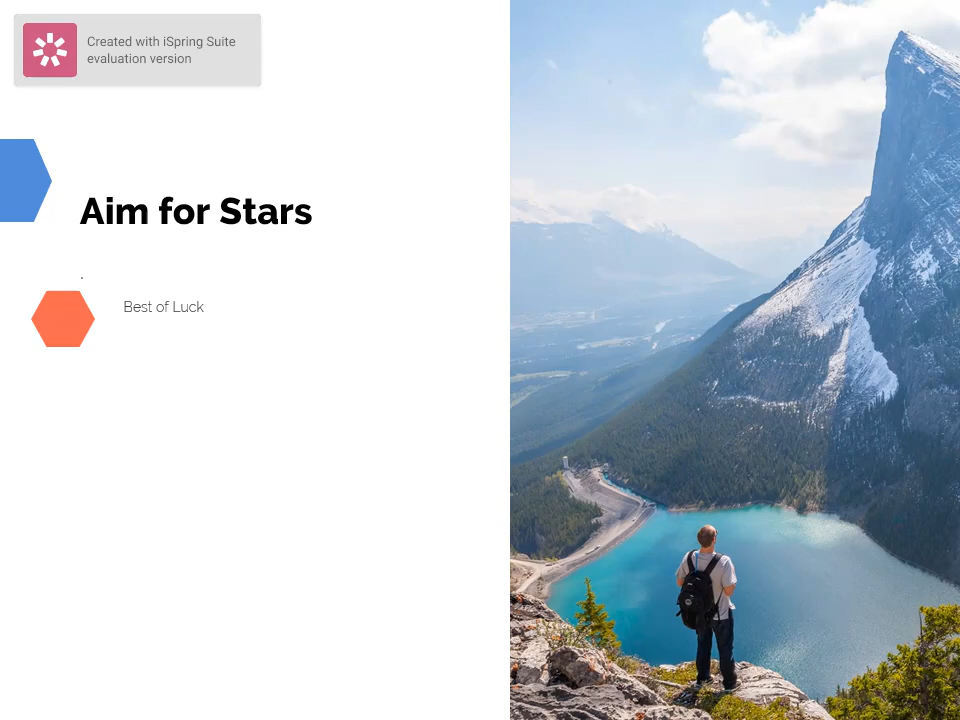 Created with iSpring Suite
evaluation version
Aim for Stars
.
Best of Luck